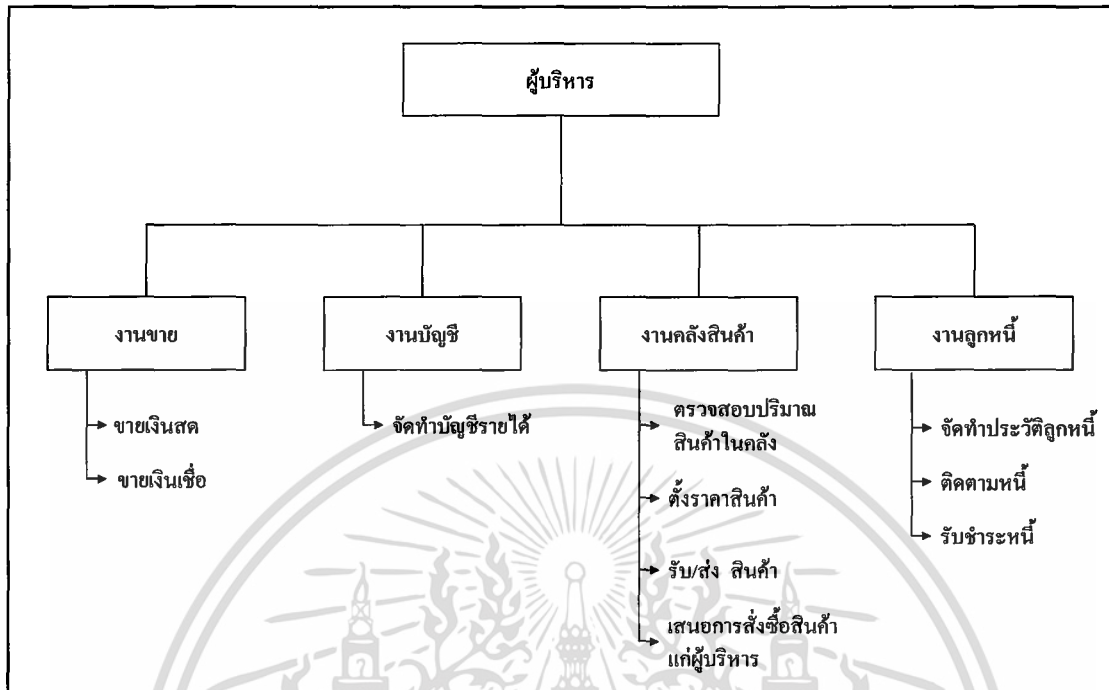 ผู้บริหาร
งานขาย
ขายเงินสด
ขายเงินเชื่อ
งานบัญชี
จัดทำบัญชีรายได้
งานคลังสินค้า
ตรวจสอบปริมาณ
สินค้าในคลัง
ตั้งราคาสินค้า
รับ/ส่ง สินค้า
เสนอการสั่งซื้อสินค้า
แก่ผู้บริหาร
งานลูกหนี้
จัดทำประวัติลูกหนี้
ติดตามหนี้
รับชำระหนี้